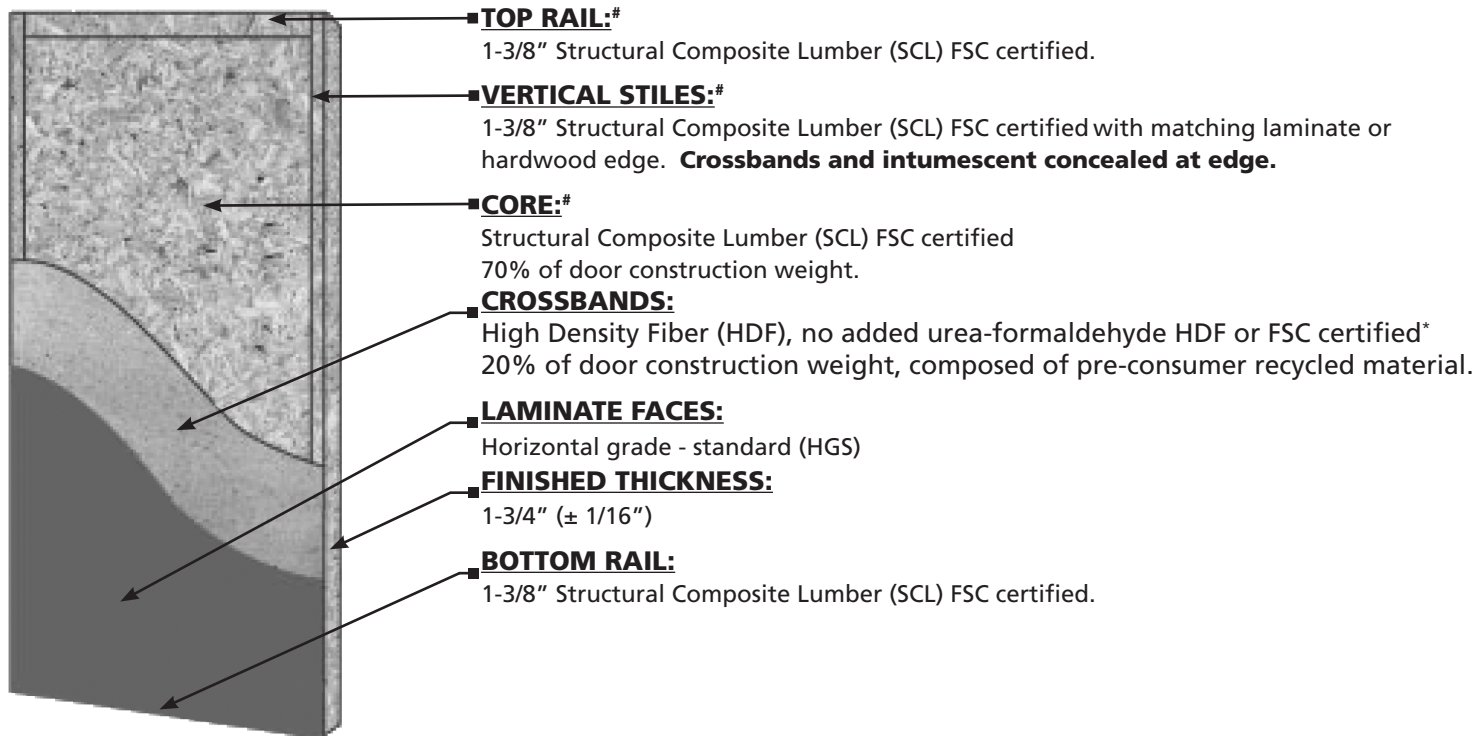 TOP RAIL:#
1-3/8” Structural Composite Lumber (SCL) FSC certified.
VERTICAL STILES:#
1-3/8” Structural Composite Lumber (SCL) FSC certified with matching laminate or
hardwood edge. Crossbands and intumescent concealed at edge.
CORE:#
Structural Composite Lumber (SCL) FSC certified
70% of door construction weight.
CROSSBANDS:
High Density Fiber (HDF), no added urea-formaldehyde HDF or FSC certified*
20% of door construction weight, composed of pre-consumer recycled material.
LAMINATE FACES:
Horizontal grade - standard (HGS)
FINISHED THICKNESS:
1-3/4” (± 1/16”)
BOTTOM RAIL:
1-3/8” Structural Composite Lumber (SCL) FSC certified.